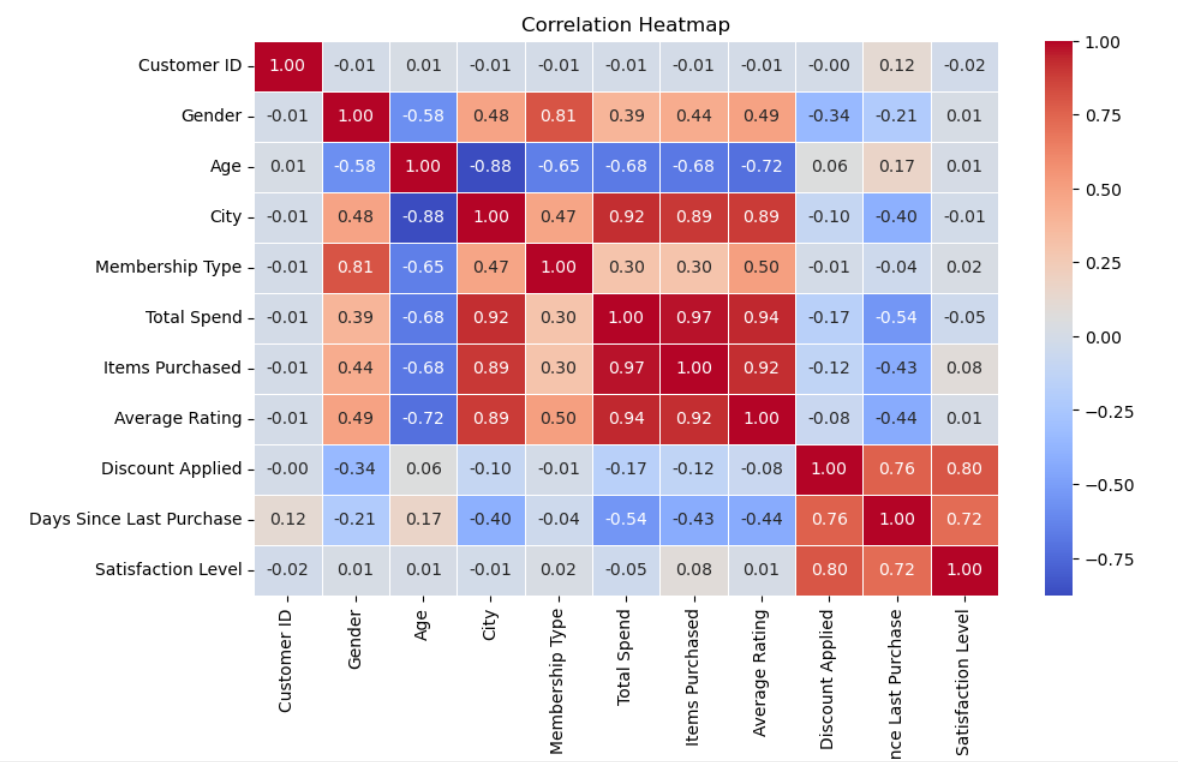 Correlation Heatmap
Customer ID 1.00 -0.01 0.01 -0.01 -0.01 -0.01 -0.01 -0.01 -0.00 0.12 -0.02
Gender -0.01 1.00 -0.58 0.48 0.81 0.39 0.44 0.49 -0.34 -0.21 0.01
Age 0.01 -0.58 1.00 -0.88 -0.65 -0.68 -0.68 -0.72 0.06 0.17 0.01
City -0.01 0.48 -0.88 1.00 0.47 0.92 0.89 0.89 -0.10 -0.40 -0.01
Membership Type -0.01 0.81 -0.65 0.47 1.00 0.30 0.30 0.50 -0.01 -0.04 0.02
Total Spend -0.01 0.39 -0.68 0.92 0.30 1.00 0.97 0.94 -0.17 -0.54 -0.05
Items Purchased -0.01 0.44 -0.68 0.89 0.30 0.97 1.00 0.92 -0.12 -0.43 0.08
Average Rating -0.01 0.49 -0.72 0.89 0.50 0.94 0.92 1.00 -0.08 -0.44 0.01
Discount Applied -0.00 -0.34 0.06 -0.10 -0.01 -0.17 -0.12 -0.08 1.00 0.76 0.80
Days Since Last Purchase 0.12 -0.21 0.17 -0.40 -0.04 -0.54 -0.43 -0.44 0.76 1.00 0.72
Satisfaction Level -0.02 0.01 0.01 -0.01 0.02 -0.05 0.08 0.01 0.80 0.72 1.00
Customer ID
Gender
Age
City
Membership Type
Total Spend
Items Purchased
Average Rating
Discount Applied
nce Last Purchase
Satisfaction Level
1.00
0.75
0.50
0.25
0.00
−0.25
−0.50
−0.75